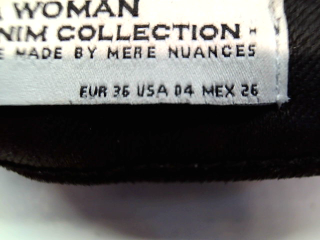 WOMAN
NIM COLLECTION
MADE BY MERE NUANCES
EUR 36 USA 04 MEX 26